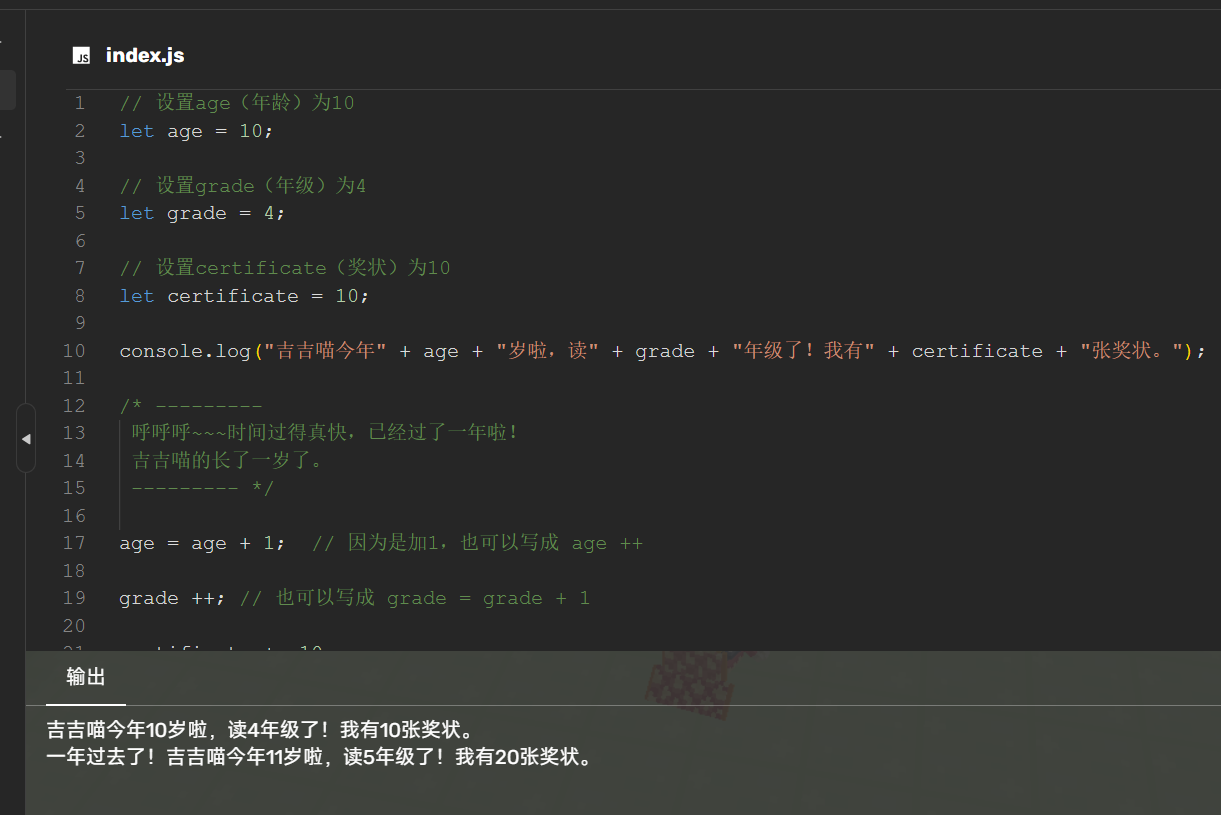 JS index.js
1 // 设置age（年龄）为10
2 let age = 10;
3
4 // 设置grade（年级）为4
5 let grade = 4;
6
7 // 设置certificate（奖状）为10
8 let certificate = 10;
9
10 console.log("吉吉喵今年" + age + "岁啦，读" + grade + "年级了！我有" + certificate + "张奖状。");
11
12 /* ---------
13 呼呼呼~~~时间过得真快，已经过了一年啦！
14 吉吉喵的长了一岁了。
15 --------- */
16
17 age = age + 1; // 因为是加1，也可以写成 age ++
18
19 grade ++; // 也可以写成 grade = grade + 1
20
输出
吉吉喵今年10岁啦，读4年级了！我有10张奖状。
一年过去了！吉吉喵今年11岁啦，读5年级了！我有20张奖状。